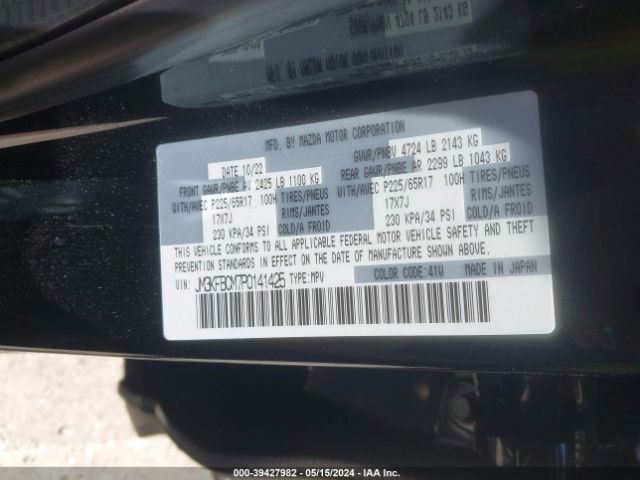 MFD. BY MAZDA MOTOR CORPORATION
DATE 10/22
GVWR/PNBV 4724 LB 2143 KG
FRONT GAWR/PNBE AV 2425 LB 1100 KG
REAR GAWR/PNBE AR 2299 LB 1043 KG
WITH/AVEC P225/65R17 100H TIRES/PNEUS
WITH/AVEC P225/65R17 100H TIRES/PNEUS
17X7J RIMS/JANTES
17X7J RIMS/JANTES
230 KPA/34 PSI COLD/A FROID
230 KPA/34 PSI COLD/A FROID
THIS VEHICLE CONFORMS TO ALL APPLICABLE FEDERAL MOTOR VEHICLE SAFETY AND THEFT
PREVENTION STANDARDS IN EFFECT ON THE DATE OF MANUFACTURE SHOWN ABOVE.
VIN: JM3KFBCM7P0141425 TYPE:MPV
COLOR CODE:41W MADE IN JAPAN
000-39427982 - 05/15/2024 - IAA Inc.